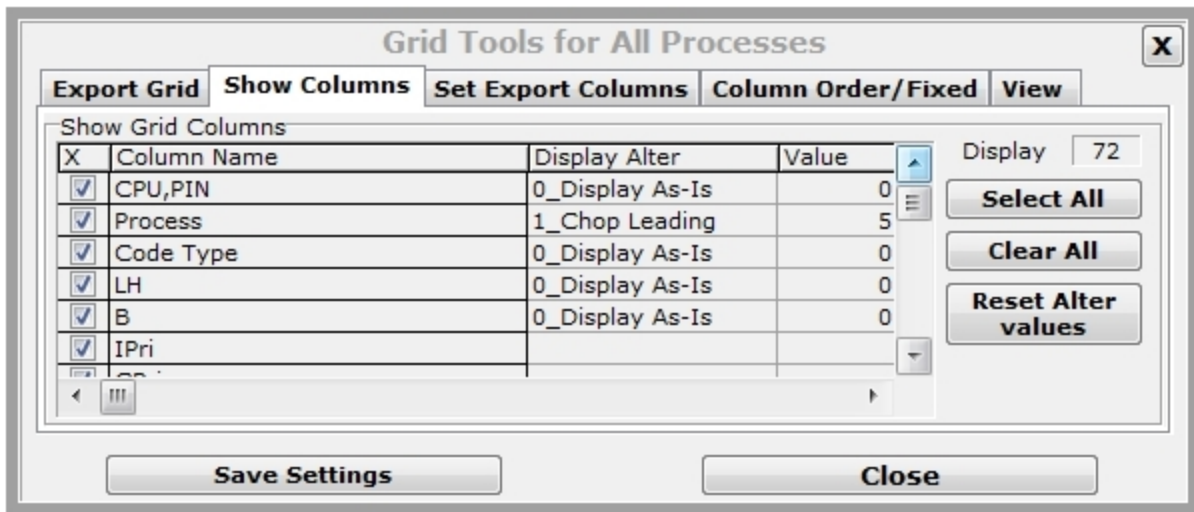 Grid Tools for All Processes X
Export Grid Show Columns Set Export Columns Column Order/Fixed View
Show Grid Columns
X Column Name Display Alter Value Display 72
CPU,PIN 0_Display As-Is 0
Select All
Process 1_Chop Leading 5
Code Type 0_Display As-Is 0
Clear All
LH 0_Display As-Is 0
B 0_Display As-Is 0
Reset Alter
values
IPri
Save Settings Close